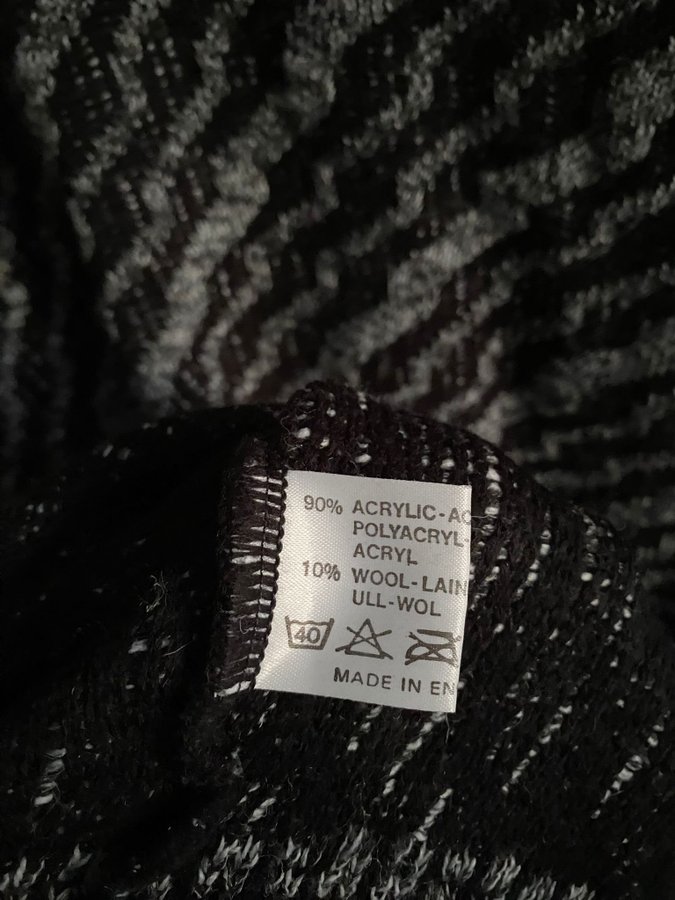 90% ACRYLIC-AC
POLYACRYL-
ACRYL
10% WOOL-LAIN
ULL-WOL
40
MADE IN EN